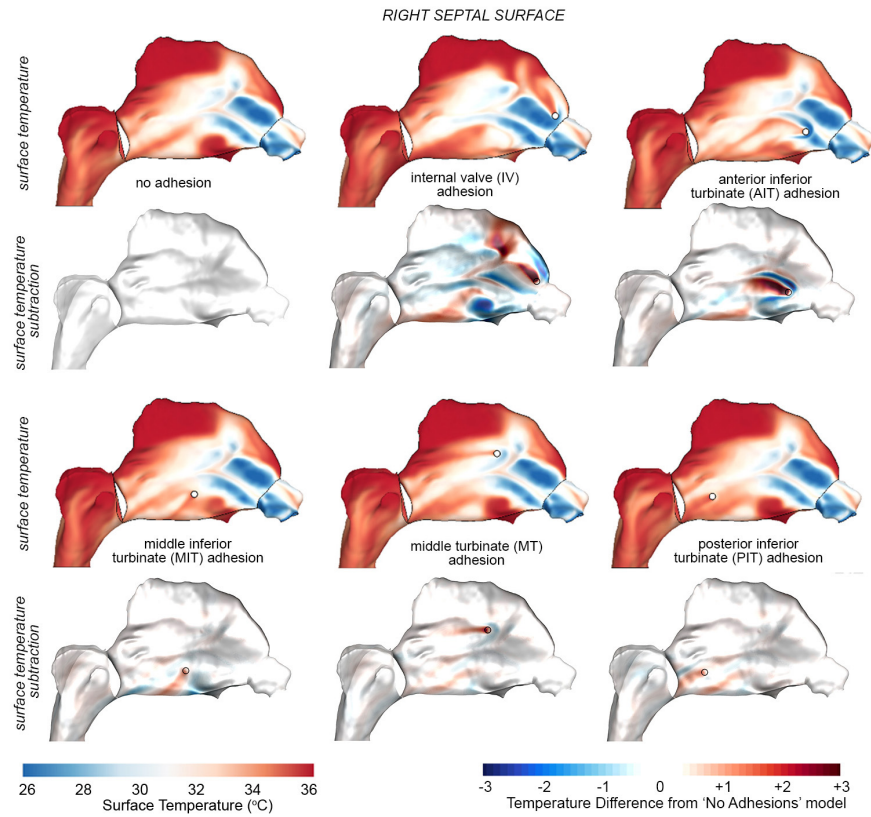 RIGHT SEPTAL SURFACE
surface temperature
no adhesion
internal valve (IV)
adhesion
anterior inferior
turbinate (AIT) adhesion
surface temperature
subtraction
surface temperature
middle inferior
turbinate (MIT) adhesion
middle turbinate (MT)
adhesion
posterior inferior
turbinate (PIT) adhesion
surface temperature
subtraction
26 28 30 32 34 36
Surface Temperature (°C)
-3 -2 -1 0 +1 +2 +3
Temperature Difference from 'No Adhesions' model